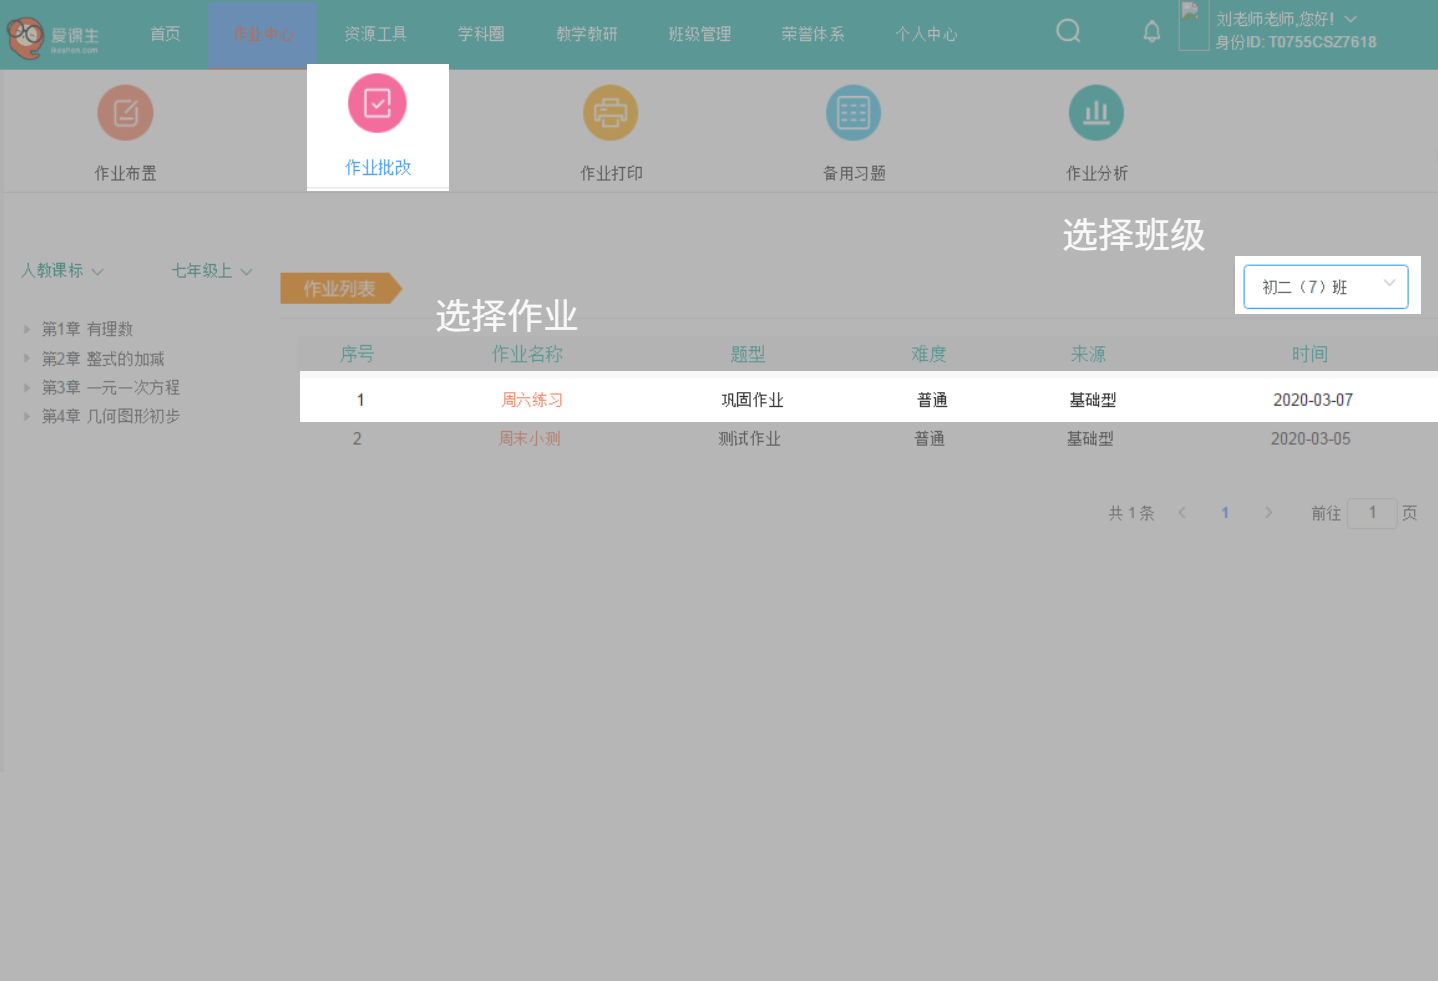 爱课生
ikeshen.com
首页 作业中心 资源工具 学科圈 教学教研 班级管理 荣誉体系 个人中心
刘老师老师,您好!
身份ID: T0755CSZ7618
作业布置 作业批改 作业打印 备用习题 作业分析
选择班级
人教课标 七年级上
初二（7）班
作业列表
选择作业
第1章 有理数
第2章 整式的加减
第3章 一元一次方程
第4章 几何图形初步
序号 作业名称 题型 难度 来源 时间
1 周六练习 巩固作业 普通 基础型 2020-03-07
2 周末小测 测试作业 普通 基础型 2020-03-05
共 1 条 1 前往 1 页